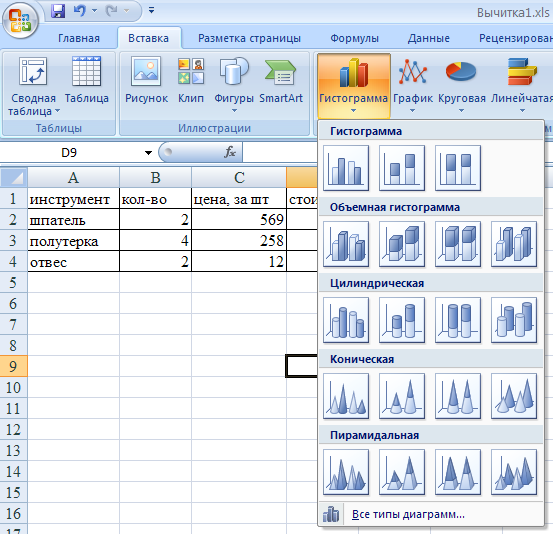 Вычитка1.xls
Главная Вставка Разметка страницы Формулы Данные Рецензирован
Сводная таблица Таблица Рисунок Клип Фигуры SmartArt Гистограмма График Круговая Линейчатая
Таблицы Иллюстрации
D9 fx
A B C
1 инструмент кол-во цена, за шт стои
2 шпатель 2 569
3 полутерка 4 258
4 отвес 2 12
5
6
7
8
9
10
11
12
13
14
15
16
17
Гистограмма
Объемная гистограмма
Цилиндрическая
Коническая
Пирамидальная
Все типы диаграмм...